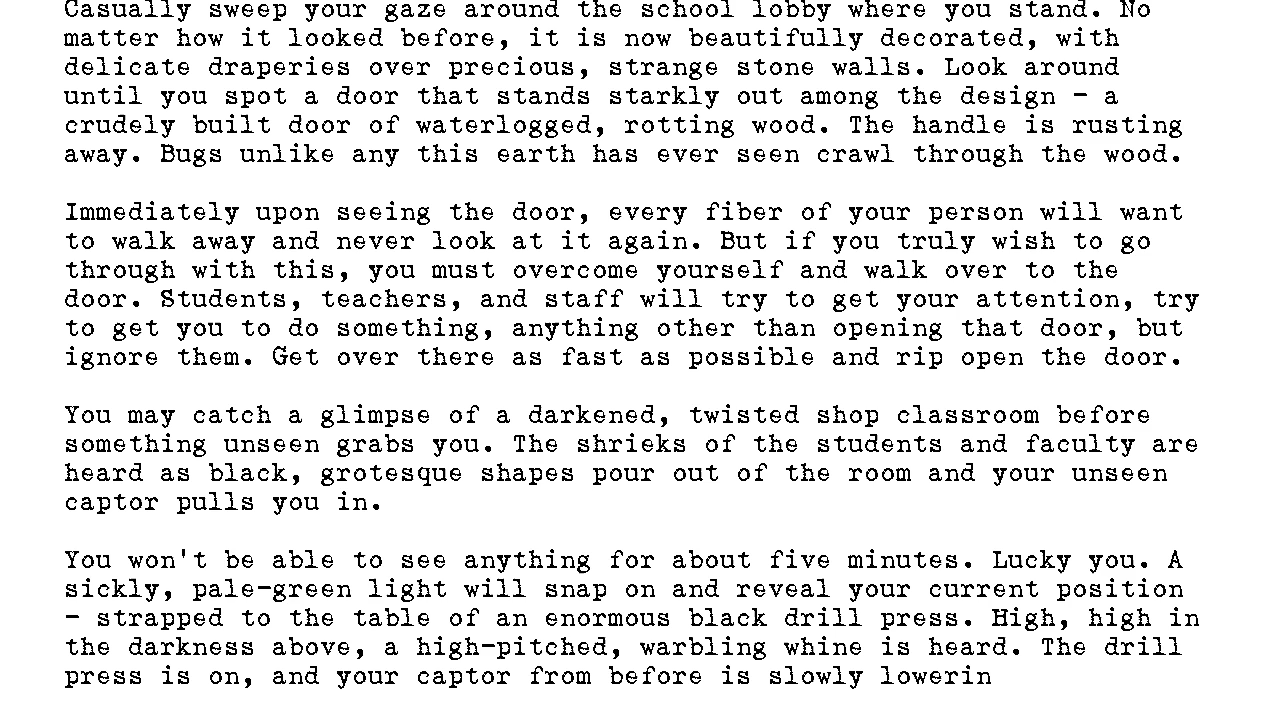 Casually sweep your gaze around the school lobby where you stand. No
matter how it looked before, it is now beautifully decorated, with
delicate draperies over precious, strange stone walls. Look around
until you spot a door that stands starkly out among the design - a
crudely built door of waterlogged, rotting wood. The handle is rusting
away. Bugs unlike any this earth has ever seen crawl through the wood.

Immediately upon seeing the door, every fiber of your person will want
to walk away and never look at it again. But if you truly wish to go
through with this, you must overcome yourself and walk over to the
door. Students, teachers, and staff will try to get your attention, try
to get you to do something, anything other than opening that door, but
ignore them. Get over there as fast as possible and rip open the door.

You may catch a glimpse of a darkened, twisted shop classroom before
something unseen grabs you. The shrieks of the students and faculty are
heard as black, grotesque shapes pour out of the room and your unseen
captor pulls you in.

You won't be able to see anything for about five minutes. Lucky you. A
sickly, pale-green light will snap on and reveal your current position
- strapped to the table of an enormous black drill press. High, high in
the darkness above, a high-pitched, warbling whine is heard. The drill
press is on, and your captor from before is slowly lowerin